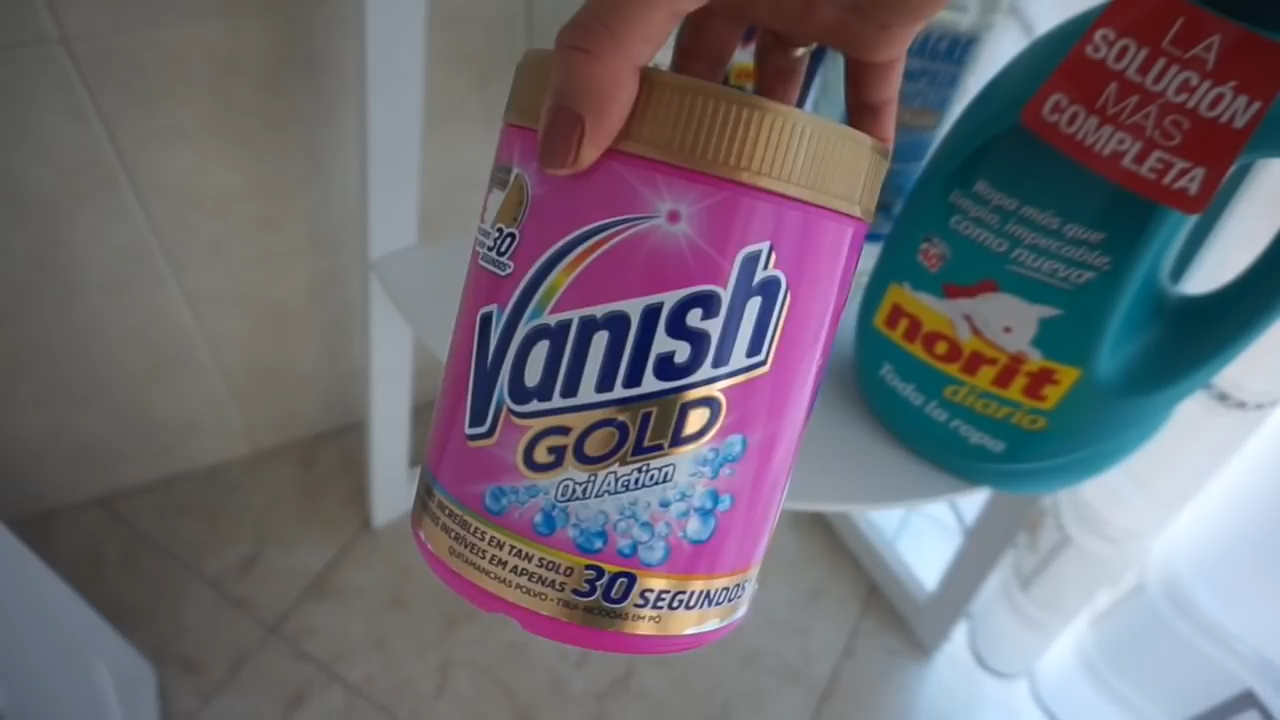 30
SEGUNDOS*
Vanish
GOLD
Oxi Action
INCREÍBLES EN TAN SOLO
INCRÍVEIS EM APENAS
30 SEGUNDOS*
QUITAMANCHAS POLVO • TIRA-NÓDOAS EM PÓ
LA
SOLUCIÓN
MÁS
COMPLETA
Ropa más que
limpia, impecable,
como nueva
norit
diario
Toda la ropa